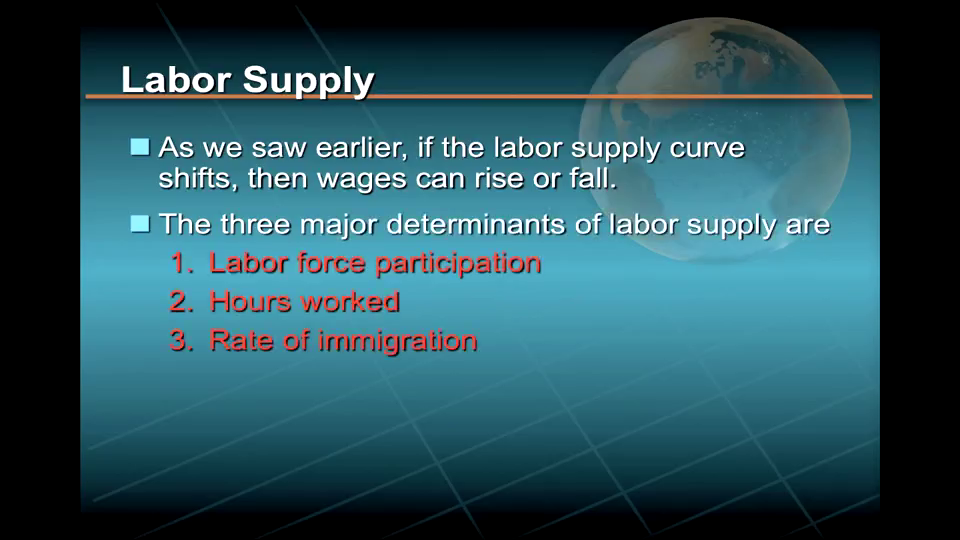 Labor Supply
As we saw earlier, if the labor supply curve
shifts, then wages can rise or fall.
The three major determinants of labor supply are
1. Labor force participation
2. Hours worked
3. Rate of immigration